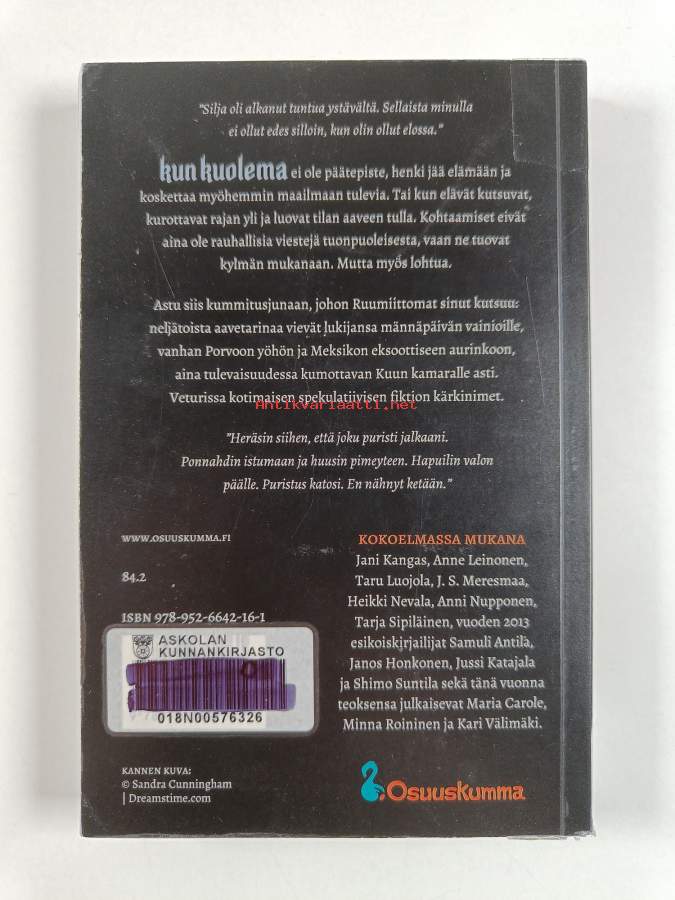 "Silja oli alkanut tuntua ystävältä. Sellaista minulla
ei ollut edes silloin, kun olin ollut elossa."
kun kuolema ei ole päätepiste, henki jää elämään ja
koskettaa myöhemmin maailmaan tulevia. Tai kun elävät kutsuvat,
kurottavat rajan yli ja luovat tilan aaveen tulla. Kohtaamiset eivät
aina ole rauhallisia viestejä tuonpuoleisesta, vaan ne tuovat
kylmän mukanaan. Mutta myös lohtua.
Astu siis kummitusjunaan, johon Ruumiittomat sinut kutsuu:
neljätoista aavetarinaa vievät lukijansa männäpäivän vainioille,
vanhan Porvoon yöhön ja Meksikon eksoottiseen aurinkoon,
aina tulevaisuudessa kumottavan Kuun kamaralle asti.
Veturissa kotimaisen spekulatiivisen fiktion kärkinimet.
Antikvariaatti.net
"Heräsin siihen, että joku puristi jalkaani.
Ponnahdin istumaan ja huusin pimeyteen. Hapuilin valon
päälle. Puristus katosi. En nähnyt ketään."
WWW.OSUUSKUMMA.FI
84.2
ISBN 978-952-6642-16-1
ASKOLAN
KUNNANKIRJASTO
018N00576326
KANNEN KUVA:
© Sandra Cunningham
| Dreamstime.com
KOKOELMASSA MUKANA
Jani Kangas, Anne Leinonen,
Taru Luojola, J. S. Meresmaa,
Heikki Nevala, Anni Nupponen,
Tarja Sipiläinen, vuoden 2013
esikoiskirjailijat Samuli Antila,
Janos Honkonen, Jussi Katajala
ja Shimo Suntila sekä tänä vuonna
teoksensa julkaisevat Maria Carole,
Minna Roininen ja Kari Välimäki.
Osuuskumma